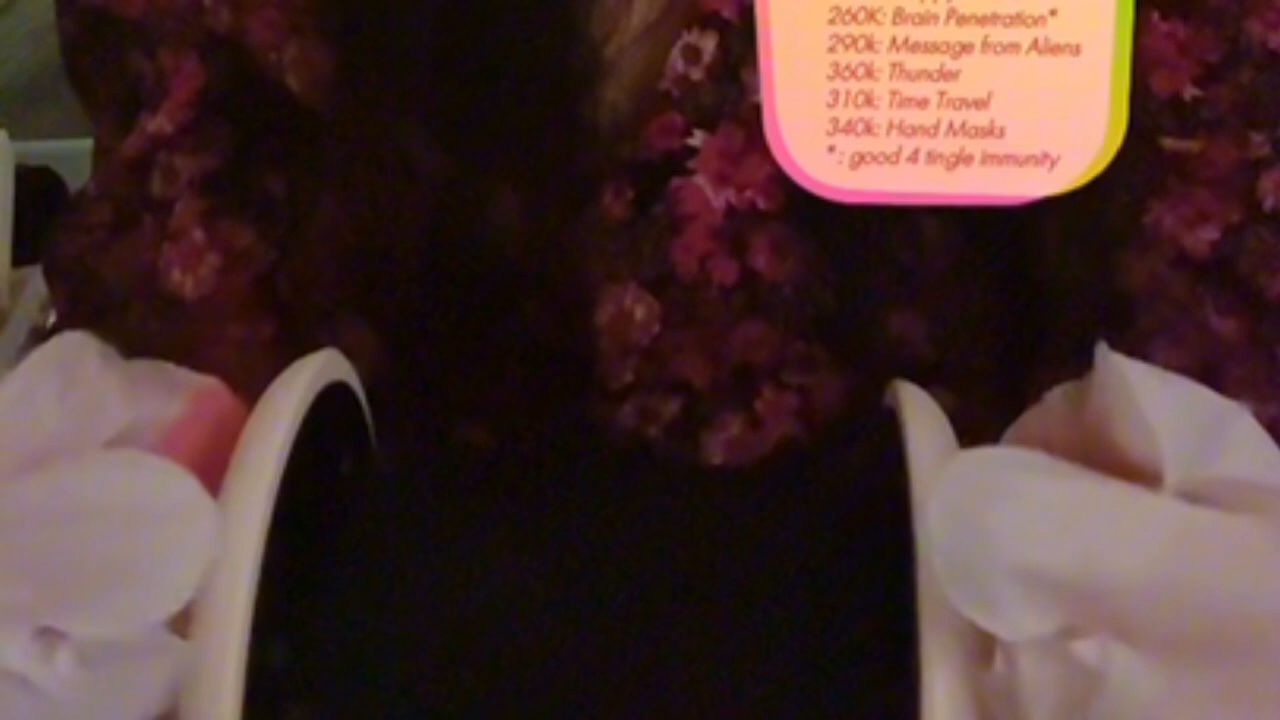 260K: Brain Penetration*
290k: Message from Aliens
360k: Thunder
310k: Time Travel
340k: Hand Masks
*: good 4 tingle immunity